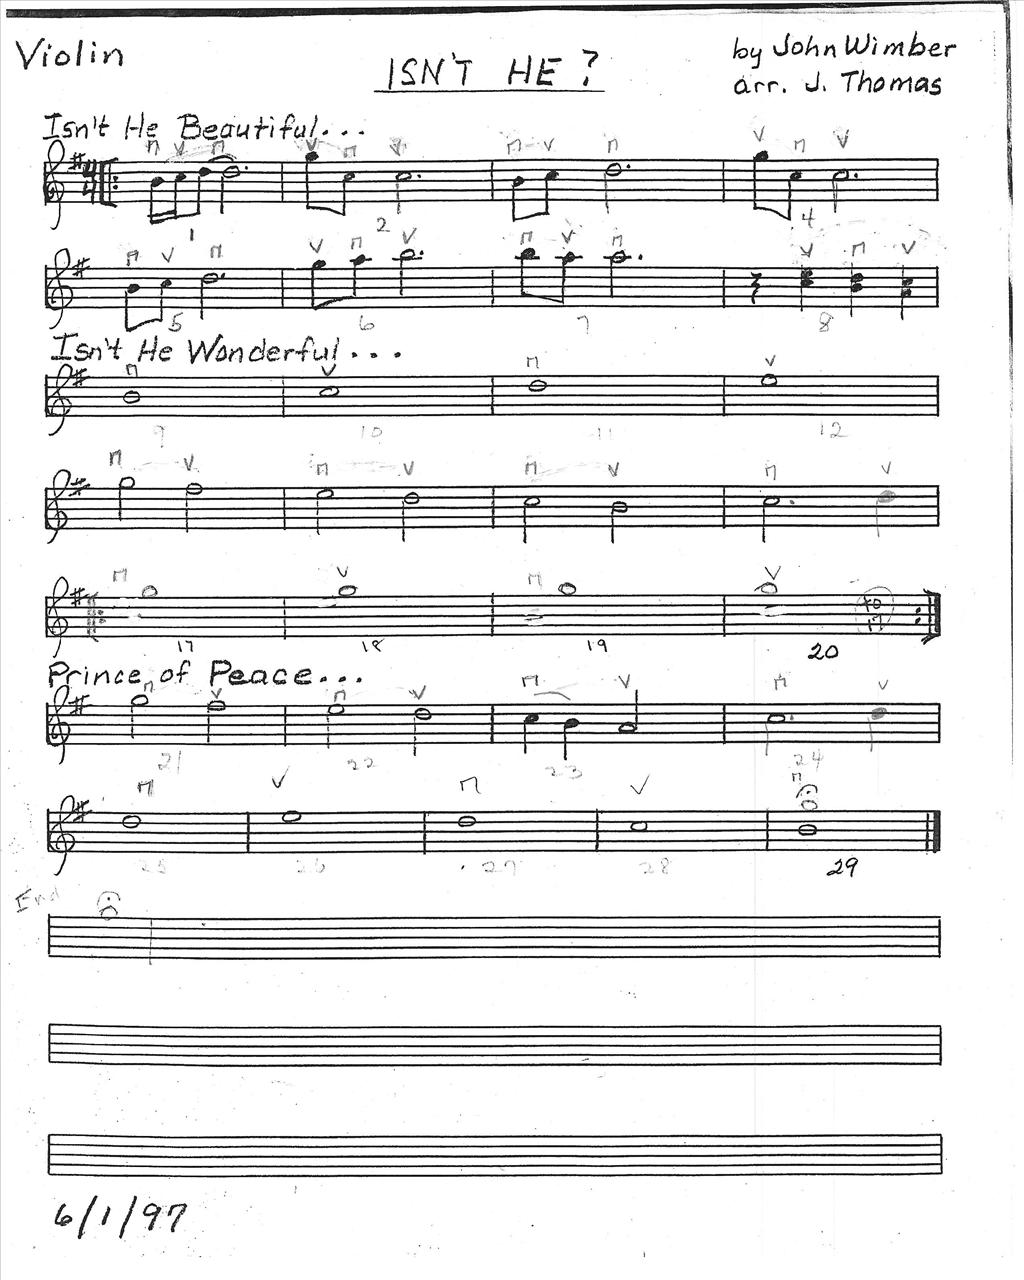 Violin
ISN'T HE ?
by John Wimber
arr. J. Thomas
Isn't He Beautiful...
1 2 4
5 6 7 8
Isn't He Wonderful...
9 10 11 12
to
17
17 18 19 20
Prince of Peace...
21 22 23 24
25 26 27 28 29
End
6/1/97